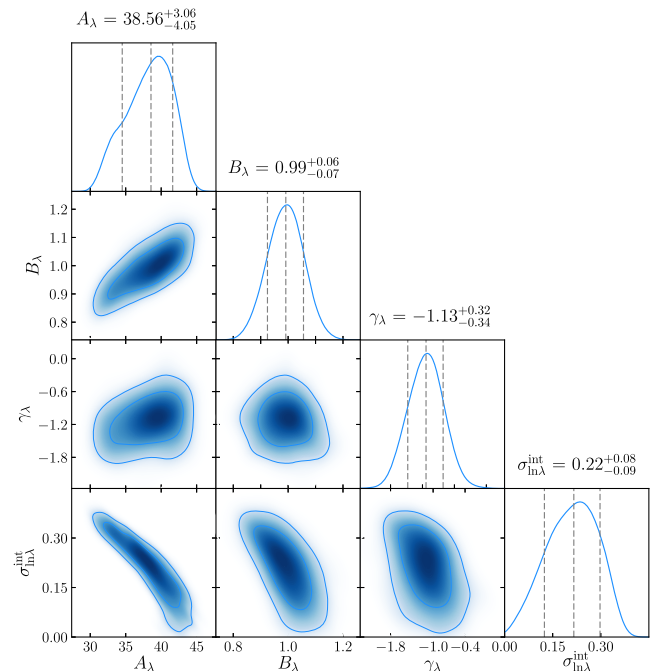 A_λ = 38.56^{+3.06}_{-4.05}
B_λ = 0.99^{+0.06}_{-0.07}
1.2
1.1
1.0
0.9
0.8
B_λ
γ_λ = −1.13^{+0.32}_{-0.34}
0.0
−0.6
−1.2
−1.8
γ_λ
σ^{int}_{lnλ} = 0.22^{+0.08}_{-0.09}
0.30
0.15
0.00
σ^{int}_{lnλ}
30 35 40 45
0.8 1.0 1.2
−1.8 −1.2 −0.6 0.0
0.00 0.15 0.30
A_λ
B_λ
γ_λ
σ^{int}_{lnλ}